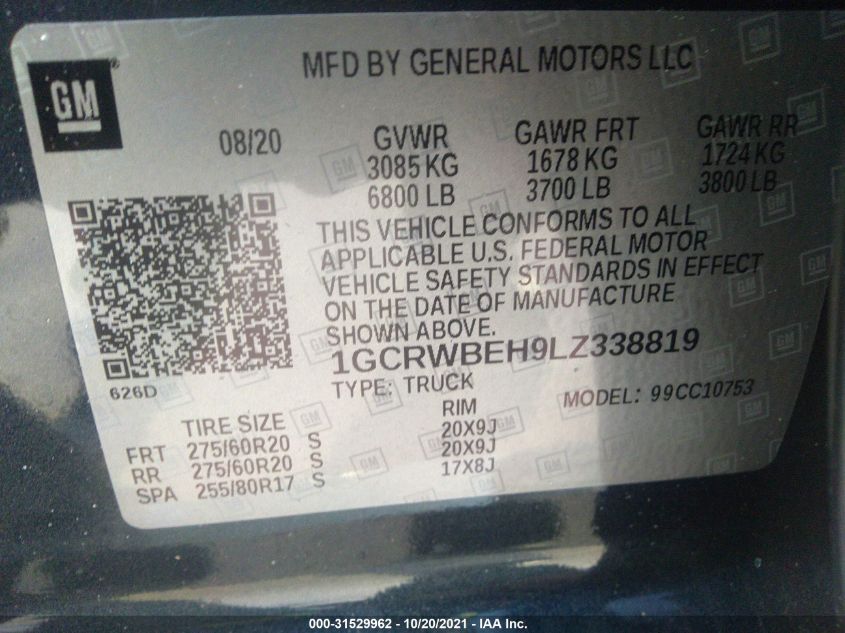 MFD BY GENERAL MOTORS LLC
GM
08/20
GVWR GAWR FRT GAWR RR
3085 KG 1678 KG 1724 KG
6800 LB 3700 LB 3800 LB
THIS VEHICLE CONFORMS TO ALL
APPLICABLE U.S. FEDERAL MOTOR
VEHICLE SAFETY STANDARDS IN EFFECT
ON THE DATE OF MANUFACTURE
SHOWN ABOVE.
1GCRWBEH9LZ338819
626D
TYPE: TRUCK MODEL: 99CC10753
TIRE SIZE RIM
FRT 275/60R20 S 20X9J
RR 275/60R20 S 20X9J
SPA 255/80R17 S 17X8J
000-31529962 - 10/20/2021 - IAA Inc.